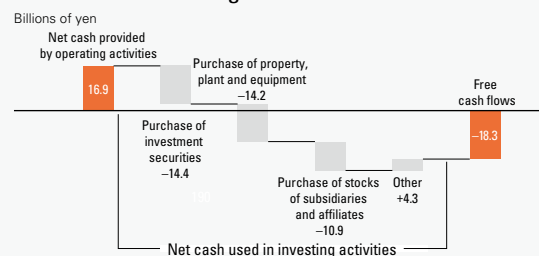 Billions of yen
Net cash provided
by operating activities
16.9
Purchase of property,
plant and equipment
−14.2
Free
cash flows
−18.3
Purchase of
investment
securities
−14.4
Purchase of stocks
of subsidiaries
and affiliates
−10.9
Other
+4.3
Net cash used in investing activities